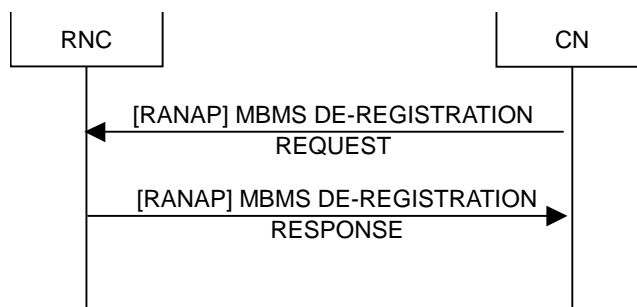 RNC
CN
[RANAP] MBMS DE-REGISTRATION
REQUEST
[RANAP] MBMS DE-REGISTRATION
RESPONSE